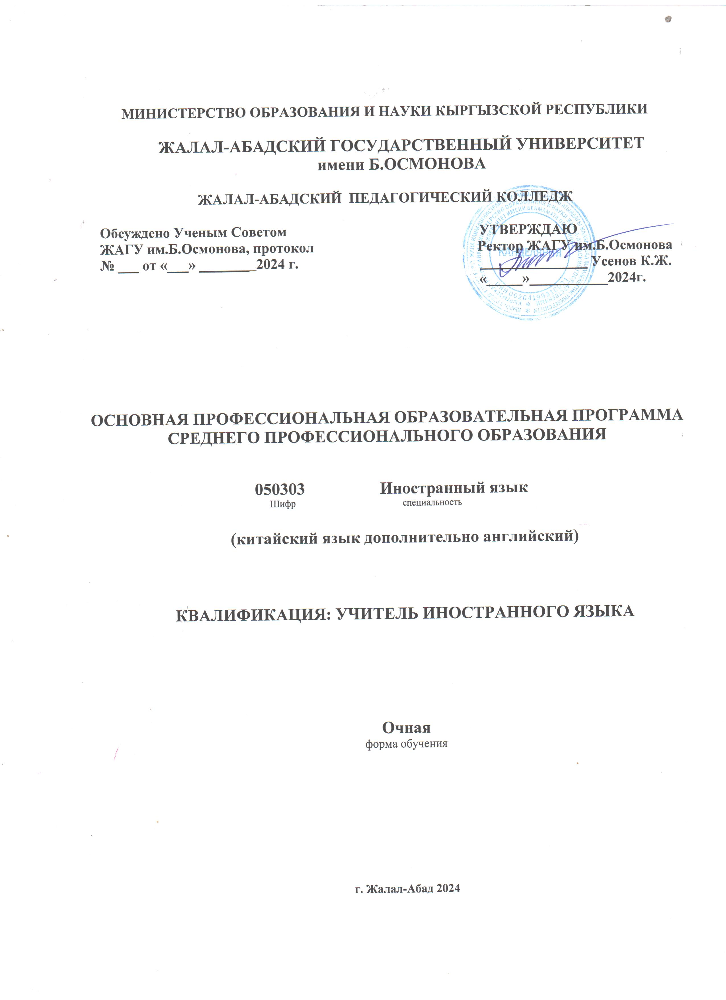 МИНИСТЕРСТВО ОБРАЗОВАНИЯ И НАУКИ КЫРГЫЗСКОЙ РЕСПУБЛИКИ
ЖАЛАЛ-АБАДСКИЙ ГОСУДАРСТВЕННЫЙ УНИВЕРСИТЕТ
имени Б.ОСМОНОВА
ЖАЛАЛ-АБАДСКИЙ ПЕДАГОГИЧЕСКИЙ КОЛЛЕДЖ
Обсуждено Ученым Советом
ЖАГУ им.Б.Осмонова, протокол
№ ___ от «___» ________2024 г.
УТВЕРЖДАЮ
Ректор ЖАГУ им.Б.Осмонова
_______________ Усенов К.Ж.
«_____»___________2024г.
КАНЦЕЛЯРИЯ
ОСНОВНАЯ ПРОФЕССИОНАЛЬНАЯ ОБРАЗОВАТЕЛЬНАЯ ПРОГРАММА
СРЕДНЕГО ПРОФЕССИОНАЛЬНОГО ОБРАЗОВАНИЯ
050303 Иностранный язык
Шифр специальность
(китайский язык дополнительно английский)
КВАЛИФИКАЦИЯ: УЧИТЕЛЬ ИНОСТРАННОГО ЯЗЫКА
Очная
форма обучения
г. Жалал-Абад 2024